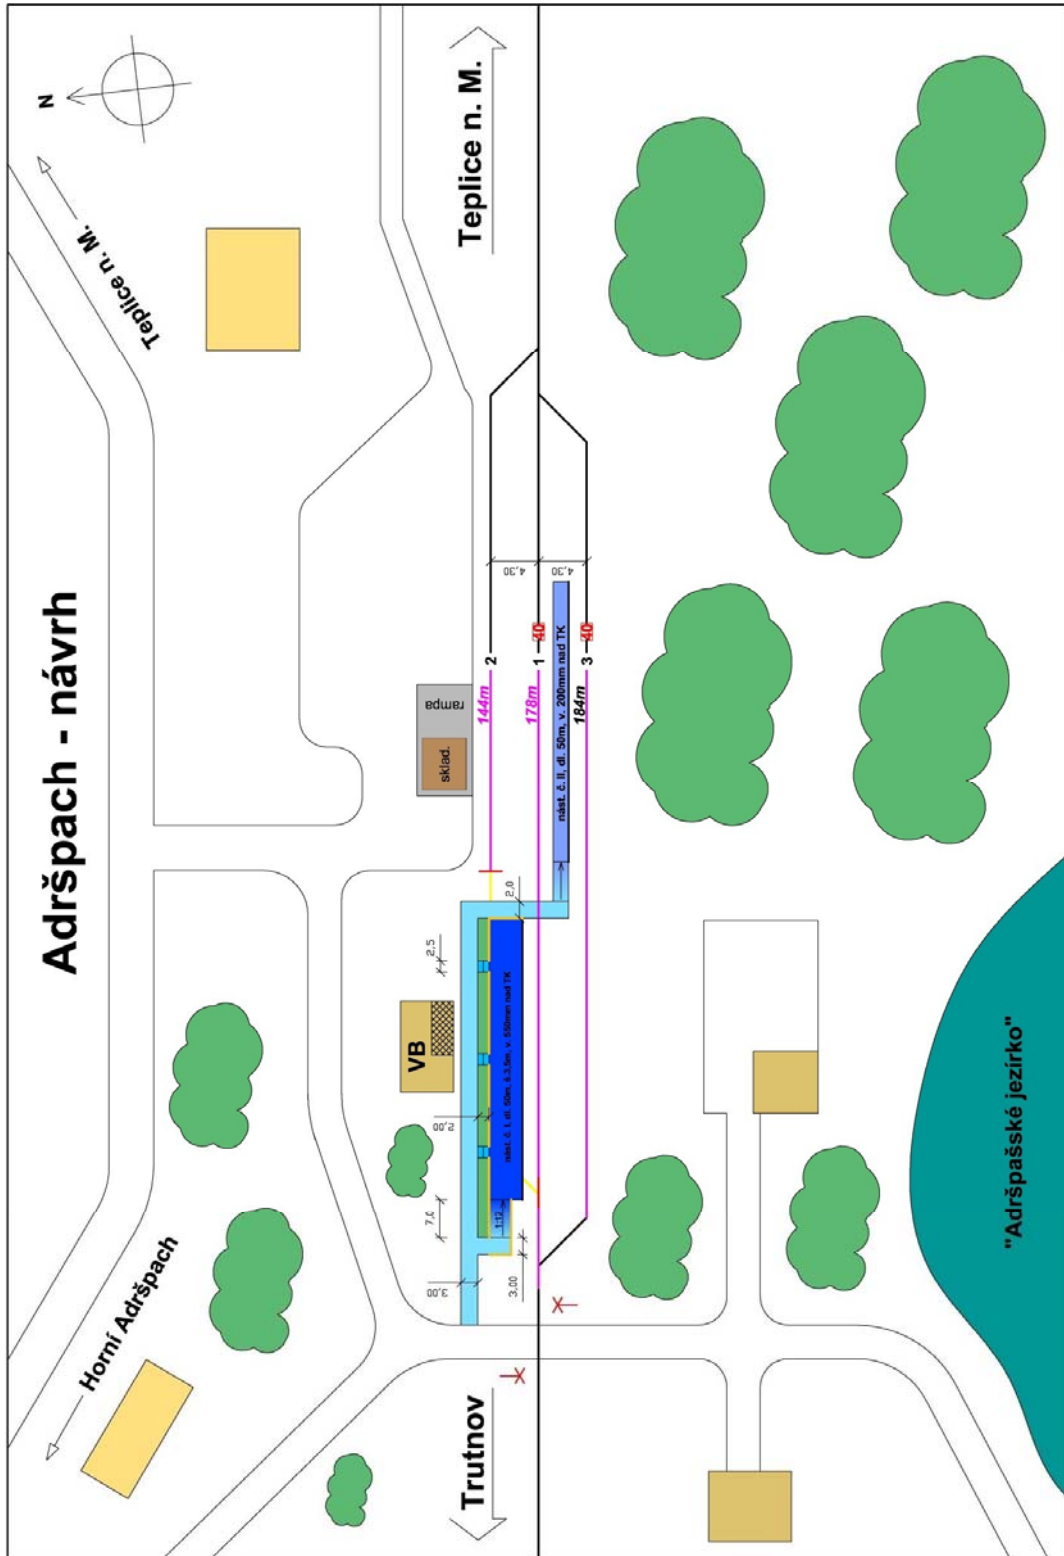 Adršpach - návrh
N
Teplice n. M.
Teplice n. M.
Horní Adršpach
Trutnov
rampa
sklad.
VB
2
144m
1
40
178m
3
40
184m
4,30
4,30
nást. č. II, dl. 50m, v. 200mm nad TK
nást. č. I, dl. 50m, š.3,5m, v. 550mm nad TK
2,0
2,5
2,00
7,0
1:12
3,00
3,00
"Adršpašské jezírko"